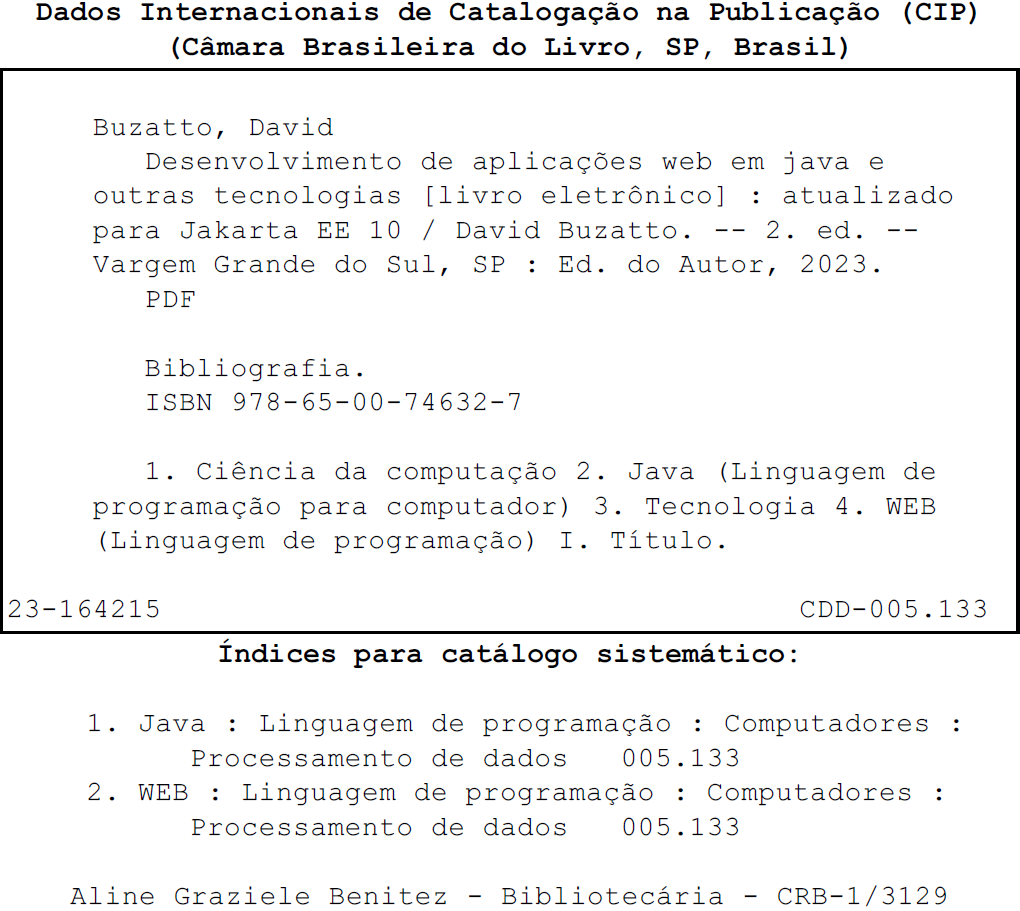 Dados Internacionais de Catalogação na Publicação (CIP)
(Câmara Brasileira do Livro, SP, Brasil)
Buzatto, David
Desenvolvimento de aplicações web em java e
outras tecnologias [livro eletrônico] : atualizado
para Jakarta EE 10 / David Buzatto. -- 2. ed. --
Vargem Grande do Sul, SP : Ed. do Autor, 2023.
PDF
Bibliografia.
ISBN 978-65-00-74632-7
1. Ciência da computação 2. Java (Linguagem de
programação para computador) 3. Tecnologia 4. WEB
(Linguagem de programação) I. Título.
23-164215 CDD-005.133
Índices para catálogo sistemático:
1. Java : Linguagem de programação : Computadores :
Processamento de dados 005.133
2. WEB : Linguagem de programação : Computadores :
Processamento de dados 005.133
Aline Graziele Benitez - Bibliotecária - CRB-1/3129